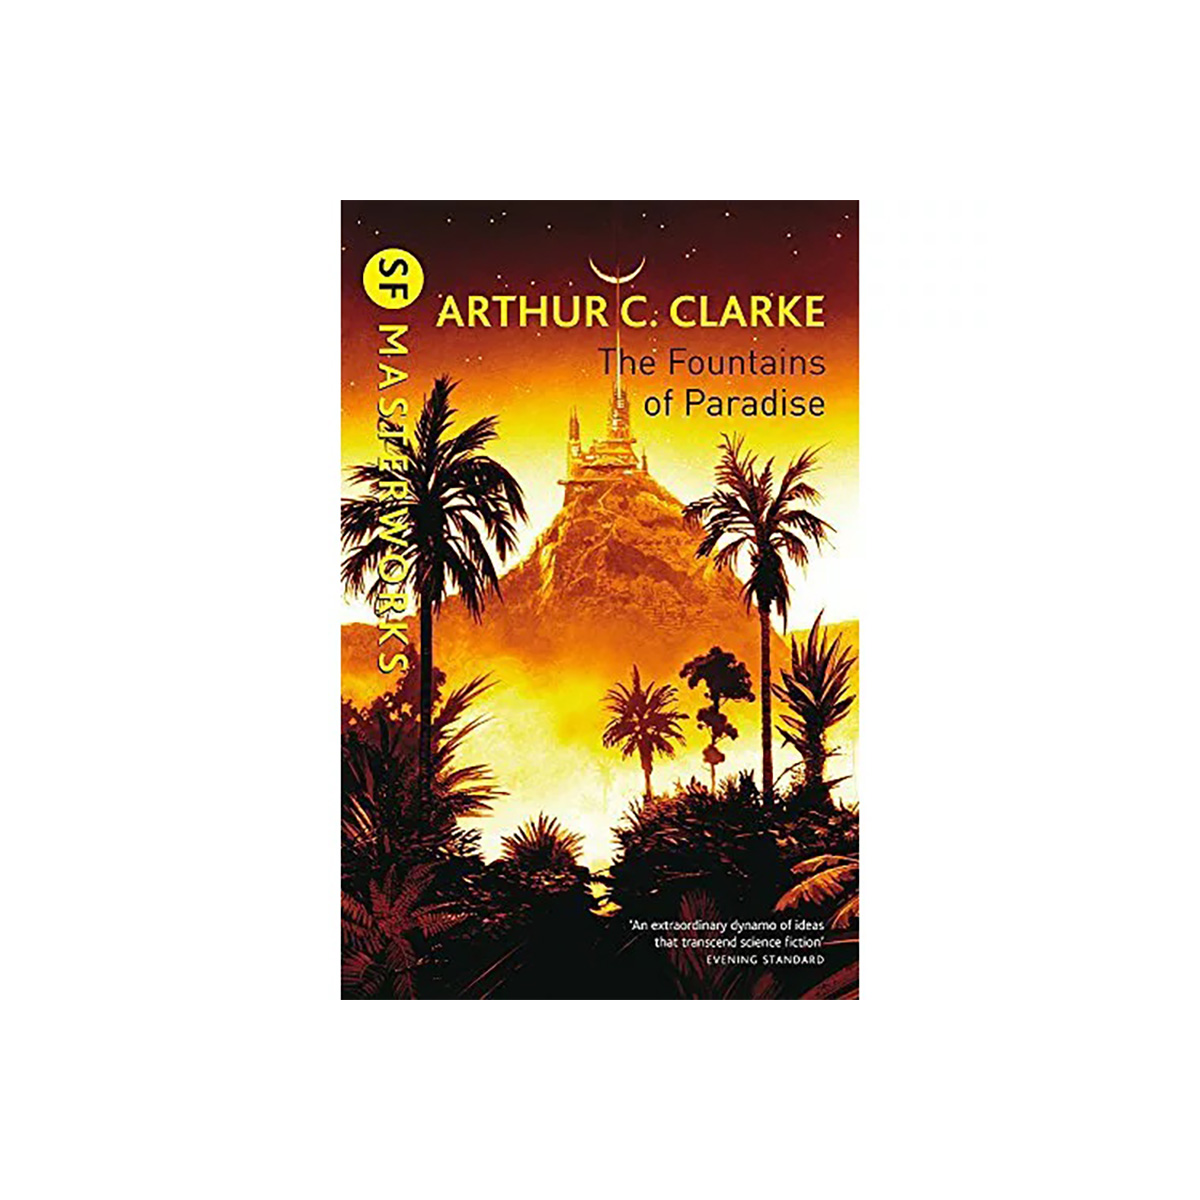 SF MASTERWORKS
ARTHUR C. CLARKE
The Fountains
of Paradise
'An extraordinary dynamo of ideas
that transcend science fiction'
EVENING STANDARD